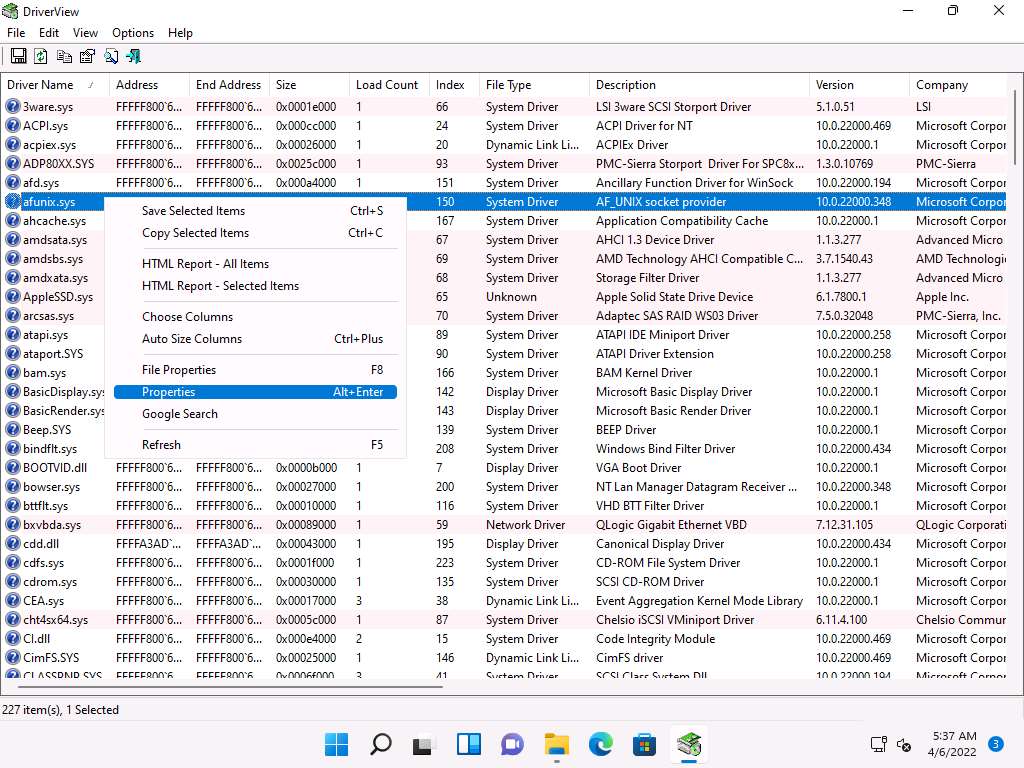 DriverView
File Edit View Options Help
Driver Name Address End Address Size Load Count Index File Type Description Version Company
3ware.sys FFFFF800`6... FFFFF800`6... 0x0001e000 1 66 System Driver LSI 3ware SCSI Storport Driver 5.1.0.51 LSI
ACPI.sys FFFFF800`6... FFFFF800`6... 0x000cc000 1 24 System Driver ACPI Driver for NT 10.0.22000.469 Microsoft Corpor
acpiex.sys FFFFF800`6... FFFFF800`6... 0x00026000 1 20 Dynamic Link Li... ACPIEx Driver 10.0.22000.1 Microsoft Corpor
ADP80XX.SYS FFFFF800`6... FFFFF800`6... 0x0025c000 1 93 System Driver PMC-Sierra Storport Driver For SPC8x... 1.3.0.10769 PMC-Sierra
afd.sys FFFFF800`6... FFFFF800`6... 0x000a4000 1 151 System Driver Ancillary Function Driver for WinSock 10.0.22000.194 Microsoft Corpor
afunix.sys 150 System Driver AF_UNIX socket provider 10.0.22000.348 Microsoft Corpor
ahcache.sys 167 System Driver Application Compatibility Cache 10.0.22000.1 Microsoft Corpor
amdsata.sys 67 System Driver AHCI 1.3 Device Driver 1.1.3.277 Advanced Micro
amdsbs.sys 69 System Driver AMD Technology AHCI Compatible C... 3.7.1540.43 AMD Technologi
amdxata.sys 68 System Driver Storage Filter Driver 1.1.3.277 Advanced Micro
AppleSSD.sys 65 Unknown Apple Solid State Drive Device 6.1.7800.1 Apple Inc.
arcsas.sys 70 System Driver Adaptec SAS RAID WS03 Driver 7.5.0.32048 PMC-Sierra, Inc.
atapi.sys 89 System Driver ATAPI IDE Miniport Driver 10.0.22000.258 Microsoft Corpor
ataport.SYS 90 System Driver ATAPI Driver Extension 10.0.22000.258 Microsoft Corpor
bam.sys 166 System Driver BAM Kernel Driver 10.0.22000.1 Microsoft Corpor
BasicDisplay.sys 142 Display Driver Microsoft Basic Display Driver 10.0.22000.1 Microsoft Corpor
BasicRender.sys 143 Display Driver Microsoft Basic Render Driver 10.0.22000.1 Microsoft Corpor
Beep.SYS 139 System Driver BEEP Driver 10.0.22000.1 Microsoft Corpor
bindflt.sys 208 System Driver Windows Bind Filter Driver 10.0.22000.434 Microsoft Corpor
Save Selected Items Ctrl+S
Copy Selected Items Ctrl+C
HTML Report - All Items
HTML Report - Selected Items
Choose Columns
Auto Size Columns Ctrl+Plus
File Properties F8
Properties Alt+Enter
Google Search
Refresh F5
BOOTVID.dll FFFFF800`6... FFFFF800`6... 0x0000b000 1 7 Display Driver VGA Boot Driver 10.0.22000.1 Microsoft Corpor
bowser.sys FFFFF800`6... FFFFF800`6... 0x00027000 1 200 System Driver NT Lan Manager Datagram Receiver ... 10.0.22000.348 Microsoft Corpor
bttflt.sys FFFFF800`6... FFFFF800`6... 0x00010000 1 116 System Driver VHD BTT Filter Driver 10.0.22000.1 Microsoft Corpor
bxvbda.sys FFFFF800`6... FFFFF800`6... 0x00089000 1 59 Network Driver QLogic Gigabit Ethernet VBD 7.12.31.105 QLogic Corporati
cdd.dll FFFFA3AD`... FFFFA3AD`... 0x00043000 1 195 Display Driver Canonical Display Driver 10.0.22000.434 Microsoft Corpor
cdfs.sys FFFFF800`6... FFFFF800`6... 0x0001f000 1 223 System Driver CD-ROM File System Driver 10.0.22000.1 Microsoft Corpor
cdrom.sys FFFFF800`6... FFFFF800`6... 0x00030000 1 135 System Driver SCSI CD-ROM Driver 10.0.22000.1 Microsoft Corpor
CEA.sys FFFFF800`6... FFFFF800`6... 0x00017000 3 38 Dynamic Link Li... Event Aggregation Kernel Mode Library 10.0.22000.1 Microsoft Corpor
cht4sx64.sys FFFFF800`6... FFFFF800`6... 0x0005c000 1 87 System Driver Chelsio iSCSI VMiniport Driver 6.11.4.100 Chelsio Commur
CI.dll FFFFF800`6... FFFFF800`6... 0x000e4000 2 15 System Driver Code Integrity Module 10.0.22000.469 Microsoft Corpor
CimFS.SYS FFFFF800`6... FFFFF800`6... 0x00025000 1 146 Dynamic Link Li... CimFS driver 10.0.22000.469 Microsoft Corpor
CLASSPNP.SYS FFFFF800`6... FFFFF800`6... 0x0006f000 3 41 System Driver SCSI Class System Dll 10.0.22000.1 Microsoft Corpor
227 item(s), 1 Selected
5:37 AM
4/6/2022
3